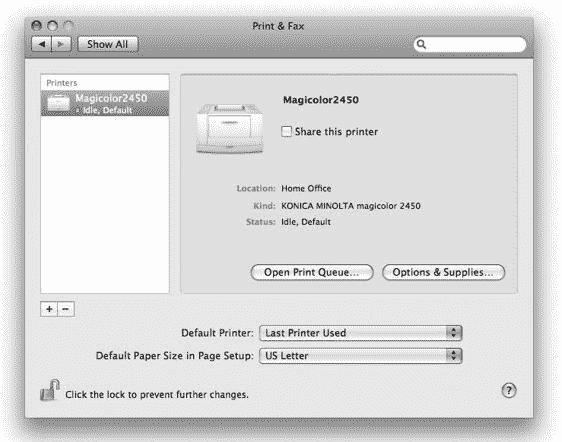 Print & Fax
Show All
Printers
Magicolor2450
Idle, Default
Magicolor2450
Share this printer
Location: Home Office
Kind: KONICA MINOLTA magicolor 2450
Status: Idle, Default
Open Print Queue...
Options & Supplies...
+ −
Default Printer: Last Printer Used
Default Paper Size in Page Setup: US Letter
Click the lock to prevent further changes.
?